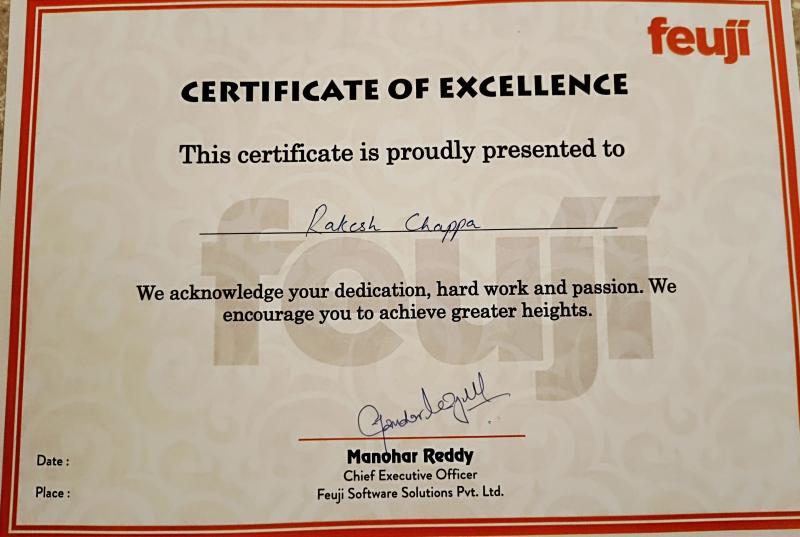 feuji
CERTIFICATE OF EXCELLENCE
This certificate is proudly presented to
Rakesh Chappa
feuji
We acknowledge your dedication, hard work and passion. We
encourage you to achieve greater heights.
Manohar Reddy
Chief Executive Officer
Feuji Software Solutions Pvt. Ltd.
Date :
Place :